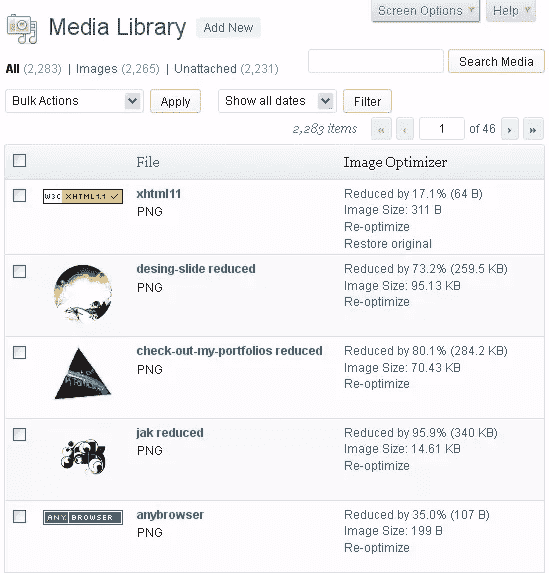 Screen Options
Help
Media Library
Add New
All (2,283) | Images (2,265) | Unattached (2,231)
Search Media
Bulk Actions
Apply
Show all dates
Filter
2,283 items
«
‹
1
of 46
›
»
File
Image Optimizer
W3C XHTML 1.1
xhtml11
PNG
Reduced by 17.1% (64 B)
Image Size: 311 B
Re-optimize
Restore original
desing-slide reduced
PNG
Reduced by 73.2% (259.5 KB)
Image Size: 95.13 KB
Re-optimize
check-out-my-portfolios reduced
PNG
Reduced by 80.1% (284.2 KB)
Image Size: 70.43 KB
Re-optimize
jak reduced
PNG
Reduced by 95.9% (340 KB)
Image Size: 14.61 KB
Re-optimize
ANY BROWSER
anybrowser
PNG
Reduced by 35.0% (107 B)
Image Size: 199 B
Re-optimize